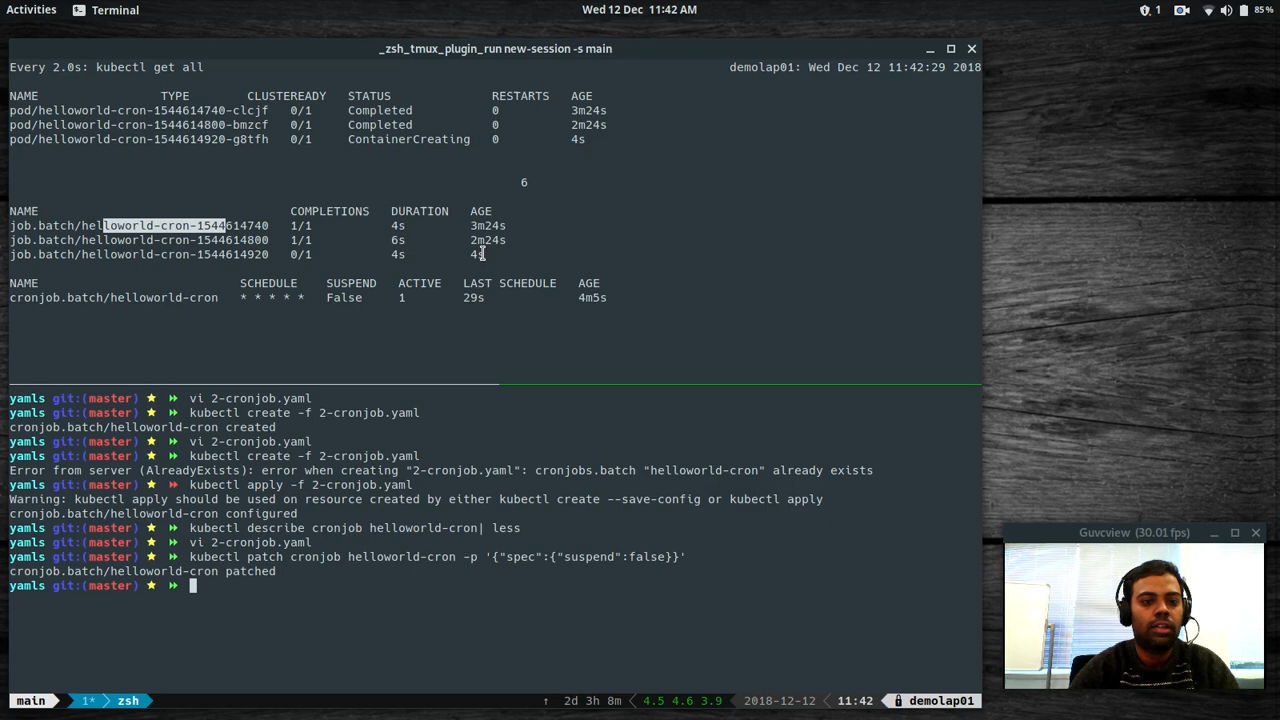 Activities Terminal Wed 12 Dec 11:42 AM 1 85%
_zsh_tmux_plugin_run new-session -s main
Every 2.0s: kubectl get all demolap01: Wed Dec 12 11:42:29 2018
NAME TYPE CLUSTEREADY STATUS RESTARTS AGE
pod/helloworld-cron-1544614740-clcjf 0/1 Completed 0 3m24s
pod/helloworld-cron-1544614800-bmzcf 0/1 Completed 0 2m24s
pod/helloworld-cron-1544614920-g8tfh 0/1 ContainerCreating 0 4s
6
NAME COMPLETIONS DURATION AGE
job.batch/helloworld-cron-1544614740 1/1 4s 3m24s
job.batch/helloworld-cron-1544614800 1/1 6s 2m24s
job.batch/helloworld-cron-1544614920 0/1 4s 4s
NAME SCHEDULE SUSPEND ACTIVE LAST SCHEDULE AGE
cronjob.batch/helloworld-cron * * * * * False 1 29s 4m5s
yamls git:(master) vi 2-cronjob.yaml
yamls git:(master) kubectl create -f 2-cronjob.yaml
cronjob.batch/helloworld-cron created
yamls git:(master) vi 2-cronjob.yaml
yamls git:(master) kubectl create -f 2-cronjob.yaml
Error from server (AlreadyExists): error when creating "2-cronjob.yaml": cronjobs.batch "helloworld-cron" already exists
yamls git:(master) kubectl apply -f 2-cronjob.yaml
Warning: kubectl apply should be used on resource created by either kubectl create --save-config or kubectl apply
cronjob.batch/helloworld-cron configured
yamls git:(master) kubectl describe cronjob helloworld-cron| less
yamls git:(master) vi 2-cronjob.yaml
yamls git:(master) kubectl patch cronjob helloworld-cron -p '{"spec":{"suspend":false}}'
cronjob.batch/helloworld-cron patched
yamls git:(master)
Guvcview (30.01 fps)
main 1* zsh ↑ 2d 3h 8m 4.5 4.6 3.9 2018-12-12 11:42 demolap01